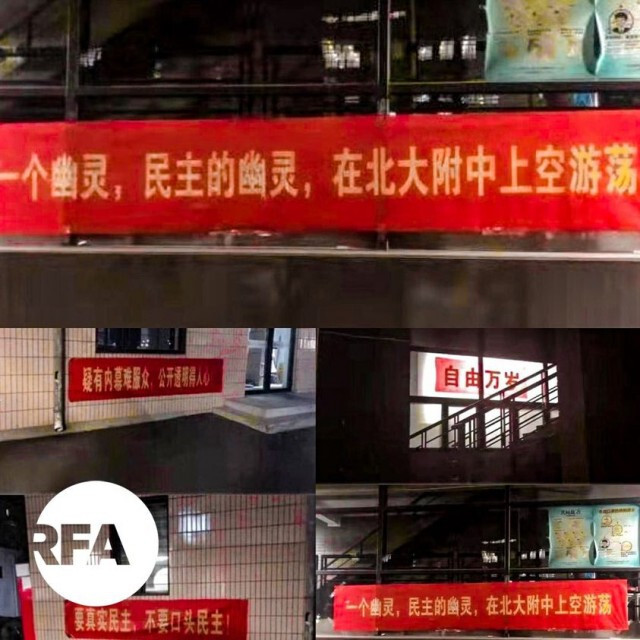 一个幽灵，民主的幽灵，在北大附中上空游荡
疑有内幕难服众，公开透明得人心
自由万岁
RFA
要真实民主，不要口头民主！
一个幽灵，民主的幽灵，在北大附中上空游荡